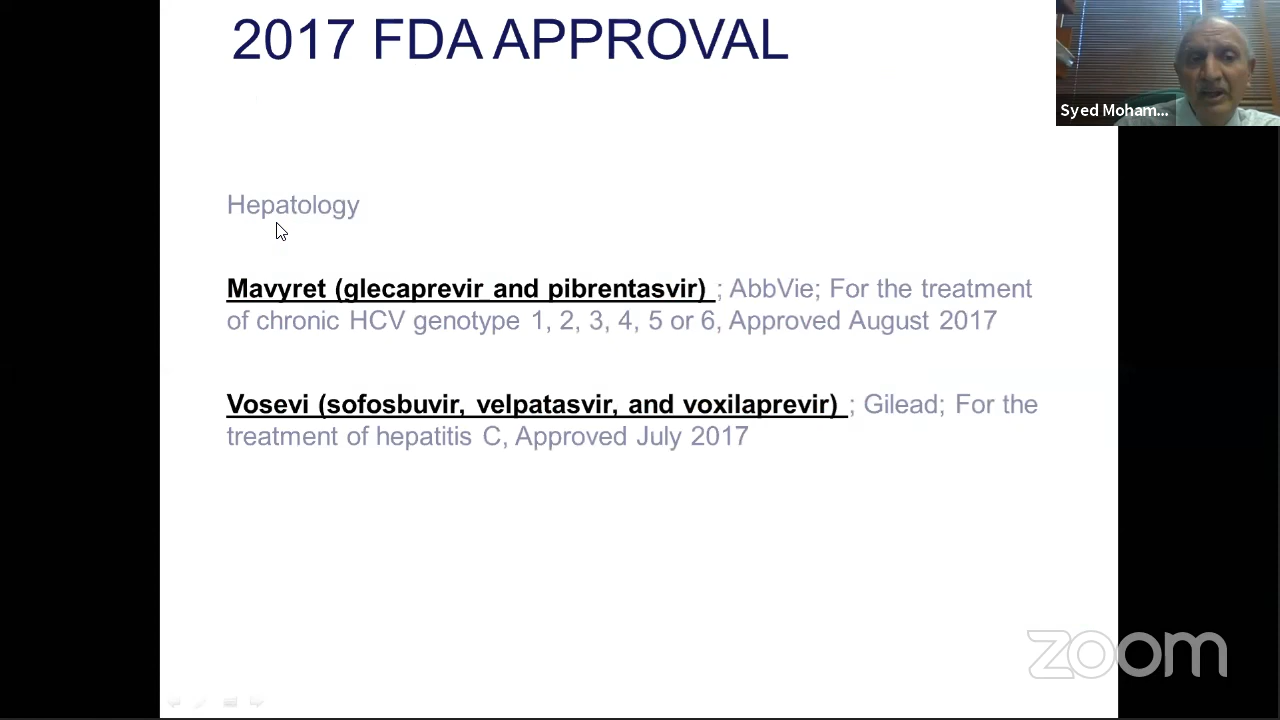 2017 FDA APPROVAL
Syed Moham...
Hepatology
Mavyret (glecaprevir and pibrentasvir) ; AbbVie; For the treatment
of chronic HCV genotype 1, 2, 3, 4, 5 or 6, Approved August 2017
Vosevi (sofosbuvir, velpatasvir, and voxilaprevir) ; Gilead; For the
treatment of hepatitis C, Approved July 2017
zoom